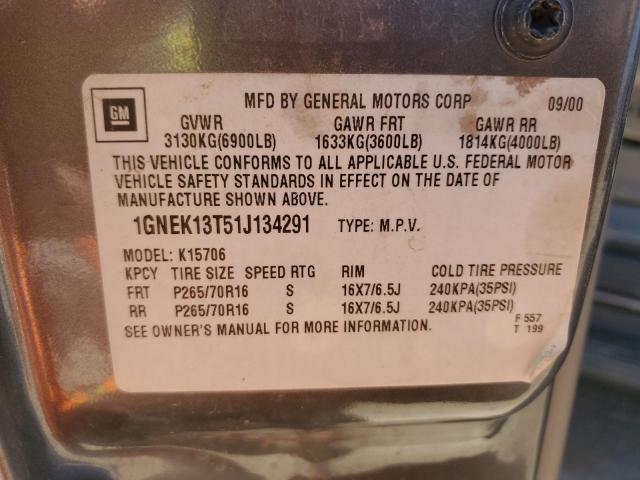 GM
MFD BY GENERAL MOTORS CORP 09/00
GVWR GAWR FRT GAWR RR
3130KG(6900LB) 1633KG(3600LB) 1814KG(4000LB)
THIS VEHICLE CONFORMS TO ALL APPLICABLE U.S. FEDERAL MOTOR
VEHICLE SAFETY STANDARDS IN EFFECT ON THE DATE OF
MANUFACTURE SHOWN ABOVE.
1GNEK13T51J134291 TYPE: M.P.V.
MODEL: K15706
KPCY TIRE SIZE SPEED RTG RIM COLD TIRE PRESSURE
FRT P265/70R16 S 16X7/6.5J 240KPA(35PSI)
RR P265/70R16 S 16X7/6.5J 240KPA(35PSI)
SEE OWNER'S MANUAL FOR MORE INFORMATION.
F 557
T 199